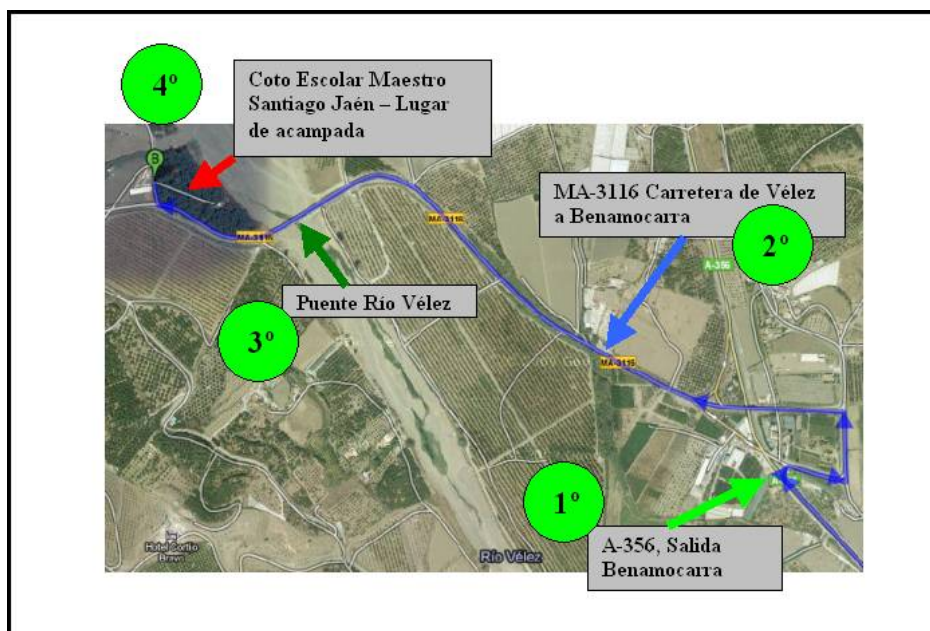 4º
Coto Escolar Maestro
Santiago Jaén – Lugar
de acampada
B
MA-3116 Carretera de Vélez
a Benamocarra
2º
MA-3116
A-356
MA-3116
Puente Río Vélez
3º
MA-3115
1º
A-356, Salida
Benamocarra
Hotel Cortijo
Bravo
Río Vélez